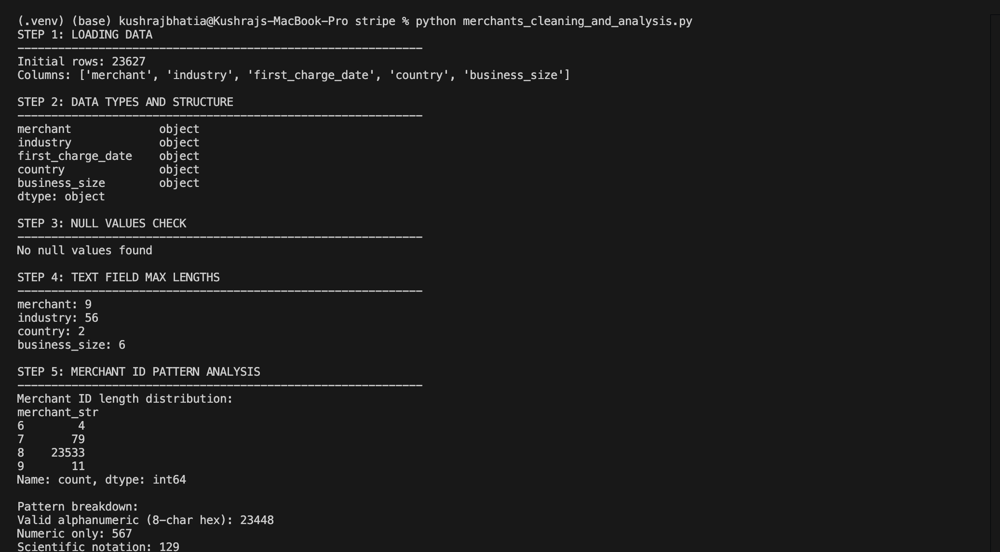 (.venv) (base) kushrajbhatia@Kushrajs-MacBook-Pro stripe % python merchants_cleaning_and_analysis.py
STEP 1: LOADING DATA
------------------------------------------------------------
Initial rows: 23627
Columns: ['merchant', 'industry', 'first_charge_date', 'country', 'business_size']
STEP 2: DATA TYPES AND STRUCTURE
------------------------------------------------------------
merchant             object
industry             object
first_charge_date    object
country              object
business_size        object
dtype: object
STEP 3: NULL VALUES CHECK
------------------------------------------------------------
No null values found
STEP 4: TEXT FIELD MAX LENGTHS
------------------------------------------------------------
merchant: 9
industry: 56
country: 2
business_size: 6
STEP 5: MERCHANT ID PATTERN ANALYSIS
------------------------------------------------------------
Merchant ID length distribution:
merchant_str
6        4
7       79
8    23533
9       11
Name: count, dtype: int64
Pattern breakdown:
Valid alphanumeric (8-char hex): 23448
Numeric only: 567
Scientific notation: 129